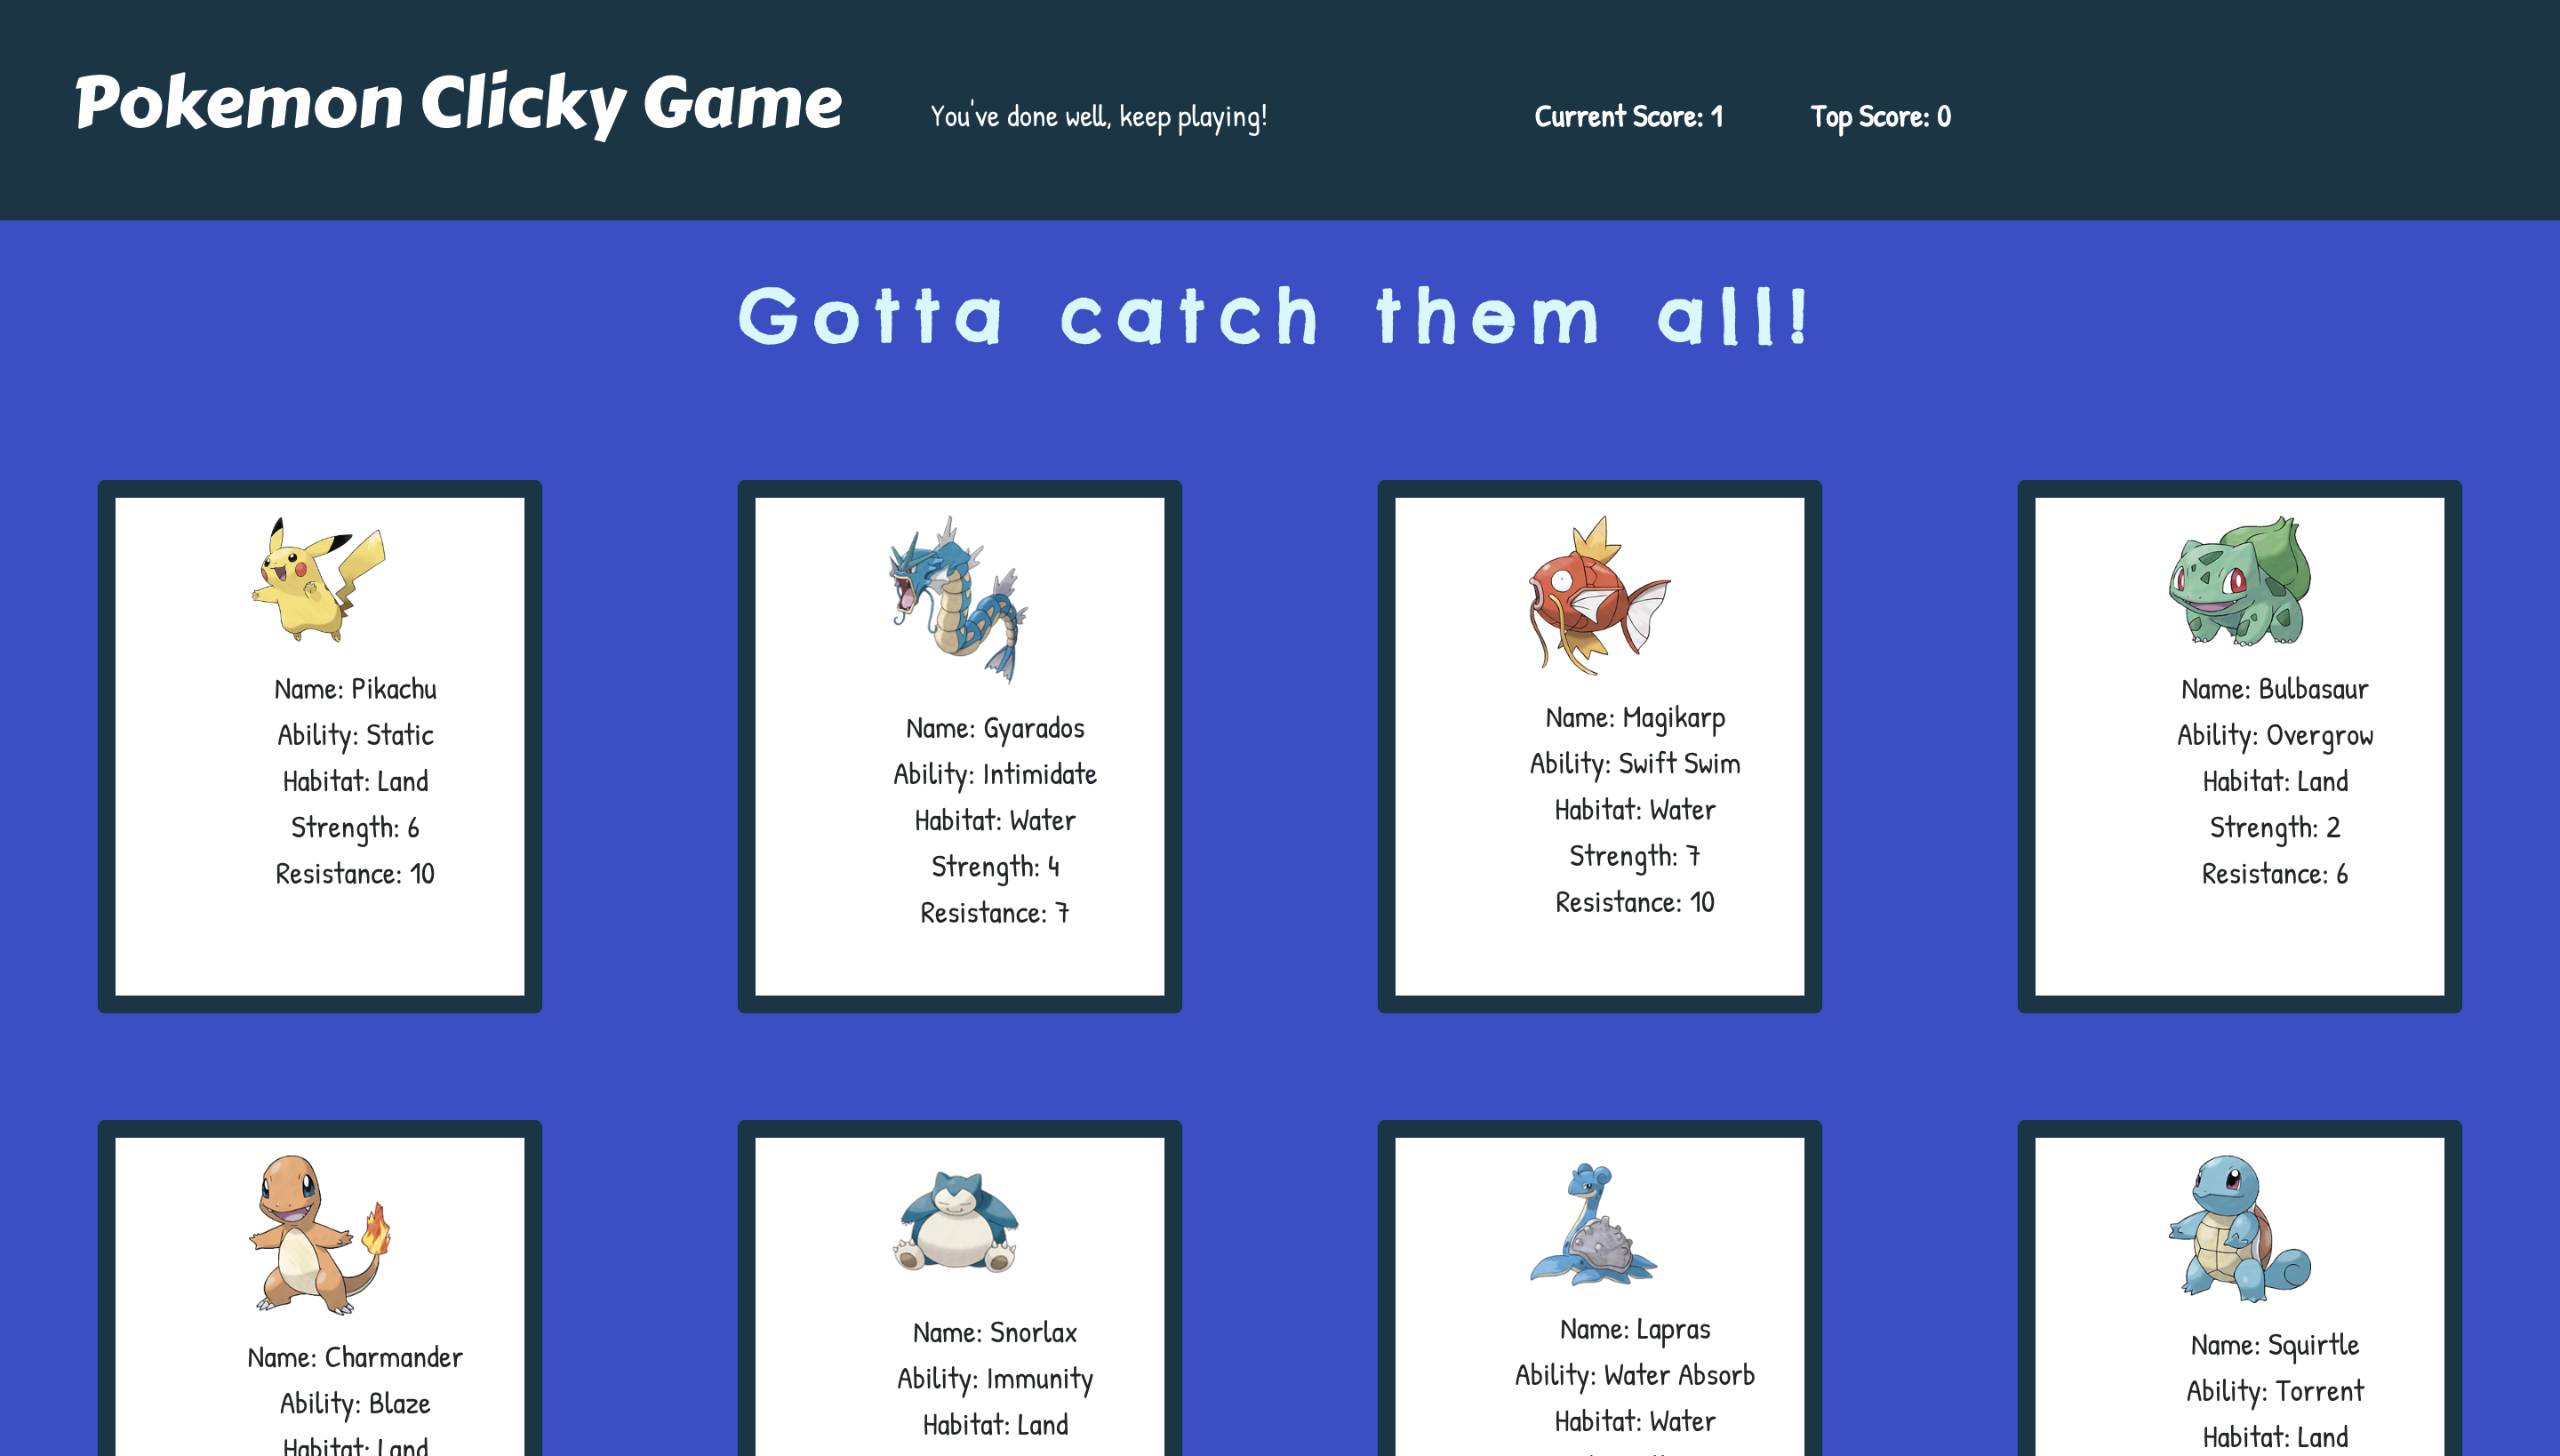 Pokemon Clicky Game
You've done well, keep playing!
Current Score: 1
Top Score: 0
Gotta catch them all!
Name: Pikachu
Ability: Static
Habitat: Land
Strength: 6
Resistance: 10
Name: Gyarados
Ability: Intimidate
Habitat: Water
Strength: 4
Resistance: 7
Name: Magikarp
Ability: Swift Swim
Habitat: Water
Strength: 7
Resistance: 10
Name: Bulbasaur
Ability: Overgrow
Habitat: Land
Strength: 2
Resistance: 6
Name: Charmander
Ability: Blaze
Habitat: Land
Name: Snorlax
Ability: Immunity
Habitat: Land
Name: Lapras
Ability: Water Absorb
Habitat: Water
Name: Squirtle
Ability: Torrent
Habitat: Land